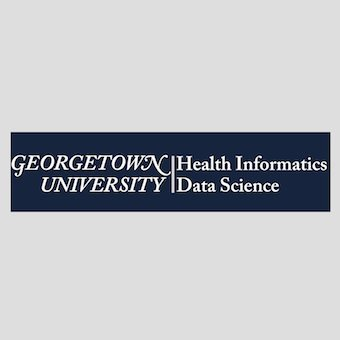 GEORGETOWN UNIVERSITY
Health Informatics
Data Science